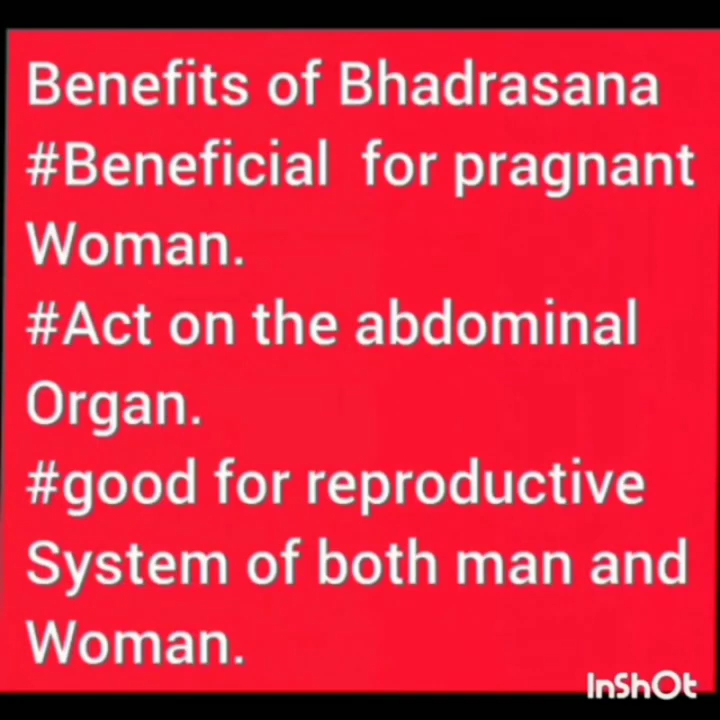 Benefits of Bhadrasana
#Beneficial for pragnant
Woman.
#Act on the abdominal
Organ.
#good for reproductive
System of both man and
Woman.
InShOt